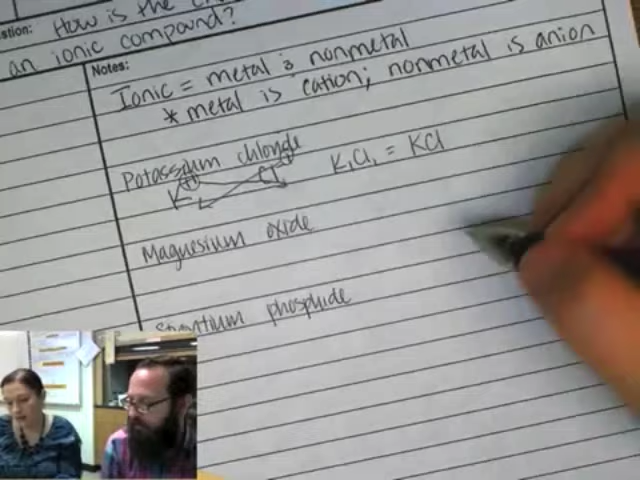 stion: How is the
an ionic compound?
Notes:
Ionic = metal & nonmetal
* metal is cation; nonmetal is anion
Potassium chloride
K Cl K₁Cl₁ = KCl
Magnesium oxide
Strontium phosphide